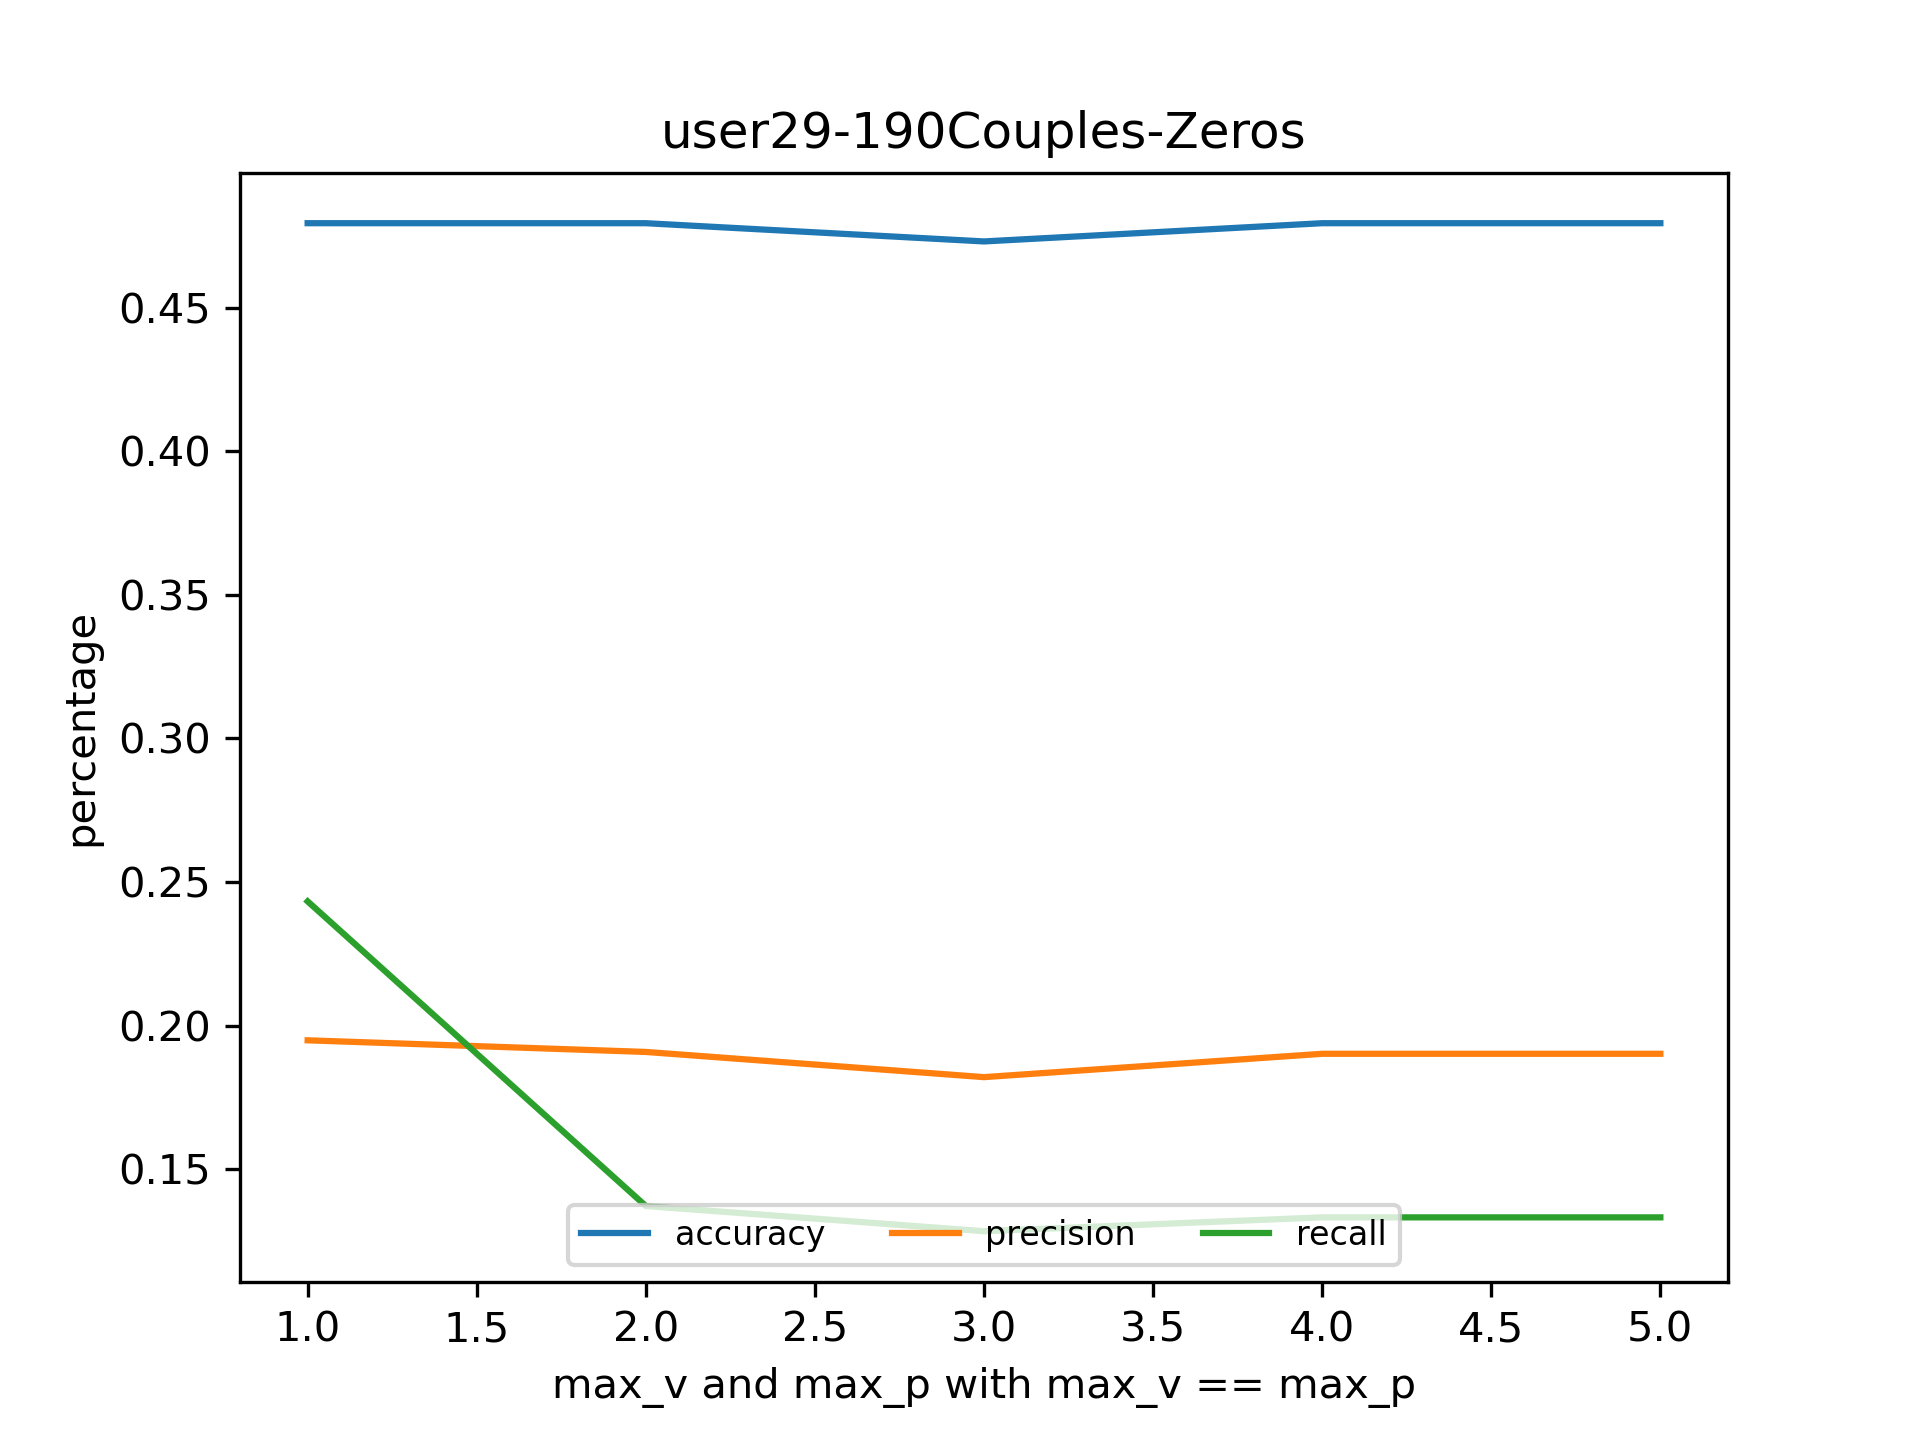 user29-190Couples-Zeros
percentage
0.45
0.40
0.35
0.30
0.25
0.20
0.15
accuracy precision recall
1.0 1.5 2.0 2.5 3.0 3.5 4.0 4.5 5.0
max_v and max_p with max_v == max_p